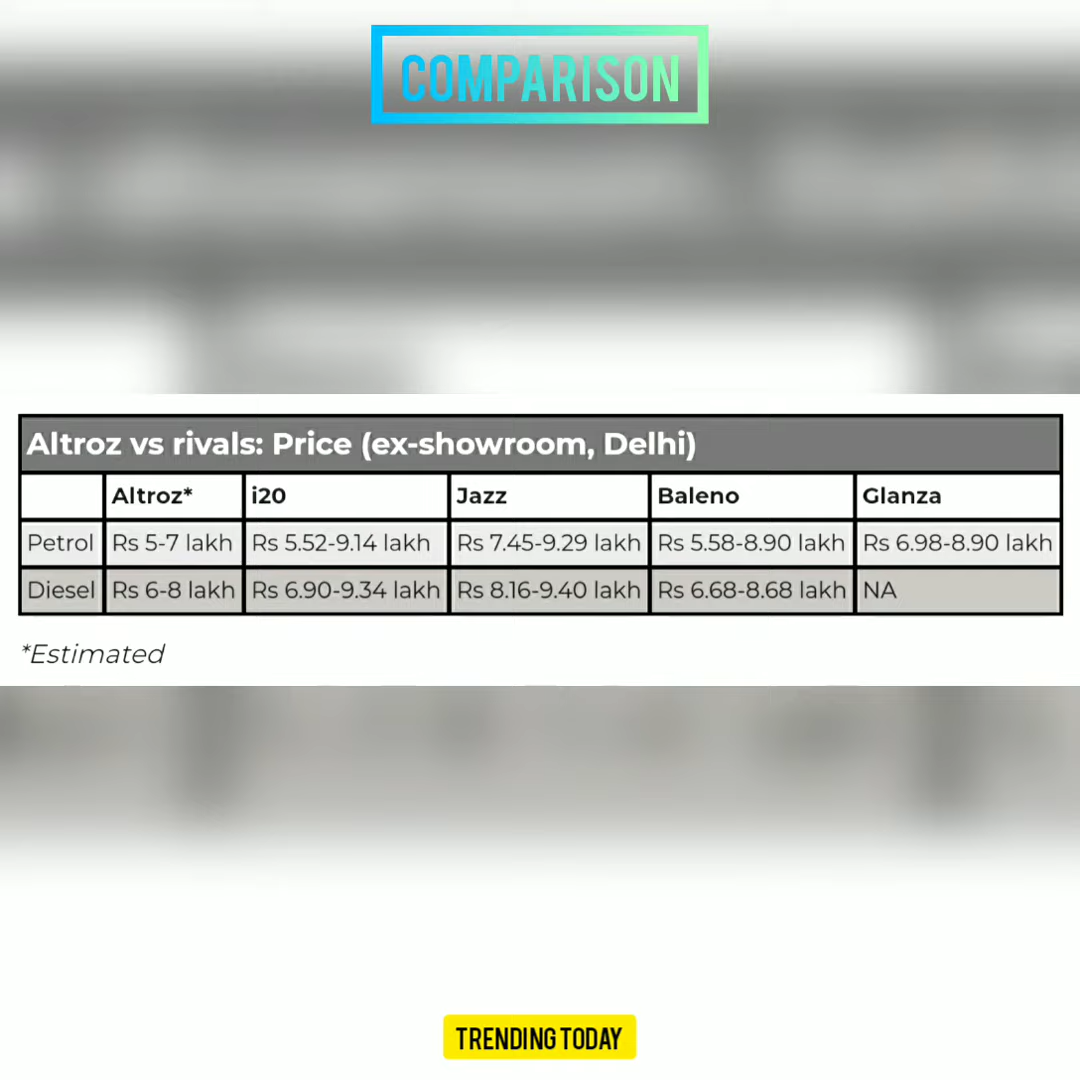 COMPARISON
Altroz vs rivals: Price (ex-showroom, Delhi)
Altroz* i20 Jazz Baleno Glanza
Petrol Rs 5-7 lakh Rs 5.52-9.14 lakh Rs 7.45-9.29 lakh Rs 5.58-8.90 lakh Rs 6.98-8.90 lakh
Diesel Rs 6-8 lakh Rs 6.90-9.34 lakh Rs 8.16-9.40 lakh Rs 6.68-8.68 lakh NA
*Estimated
TRENDING TODAY